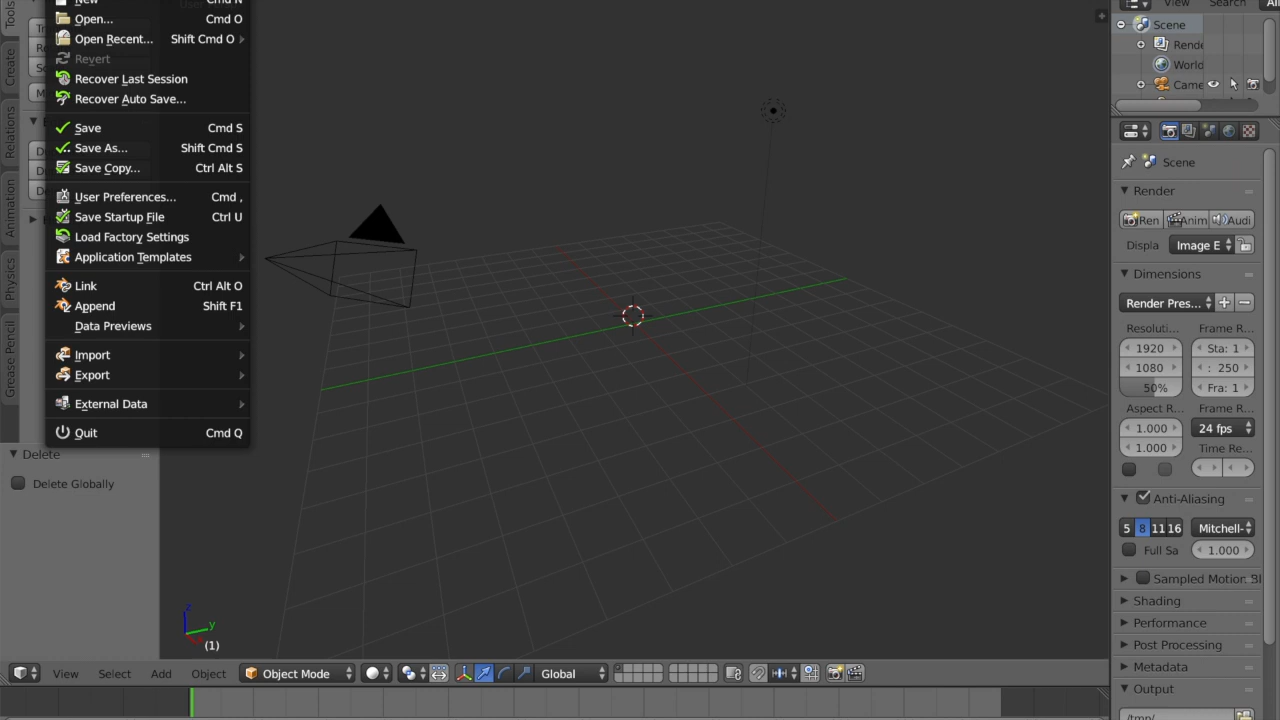 New Cmd N
Open... Cmd O
Open Recent... Shift Cmd O
Revert
Recover Last Session
Recover Auto Save...
Save Cmd S
Save As... Shift Cmd S
Save Copy... Ctrl Alt S
User Preferences... Cmd ,
Save Startup File Ctrl U
Load Factory Settings
Application Templates
Link Ctrl Alt O
Append Shift F1
Data Previews
Import
Export
External Data
Quit Cmd Q
Tools
Create
Relations
Animation
Physics
Grease Pencil
Delete
Delete Globally
z
y
(1)
View Select Add Object Object Mode Global
View Search Al
Scene
Rende
World
Came
Scene
Render
Ren Anim Audi
Displa Image E
Dimensions
Render Pres...
Resoluti... Frame R...
1920 Sta: 1
1080 : 250
50% Fra: 1
Aspect R... Frame R...
1.000 24 fps
1.000 Time Re...
Anti-Aliasing
5 8 11 16 Mitchell-
Full Sa 1.000
Sampled Motion Bl
Shading
Performance
Post Processing
Metadata
Output
/tmp/